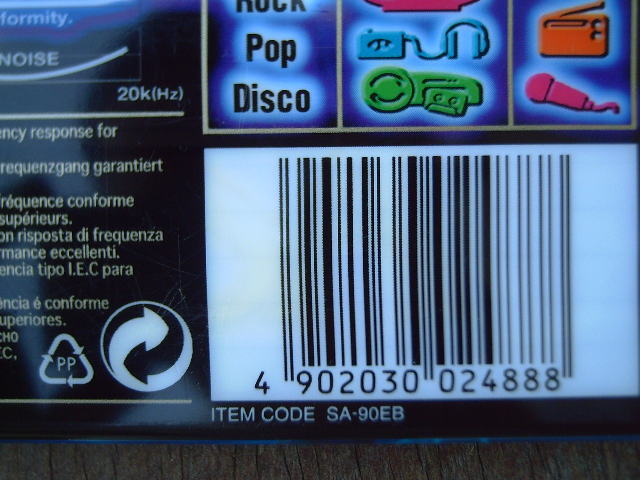 formity.
NOISE
20k(Hz)
Rock
Pop
Disco
ency response for
requenzgang garantiert
fréquence conforme
supérieurs.
on risposta di frequenza
rmance eccellenti.
encia tipo I.E.C para
ência é conforme
uperiores.
CHO
EC,
PP
4 902030 024888
ITEM CODE SA-90EB